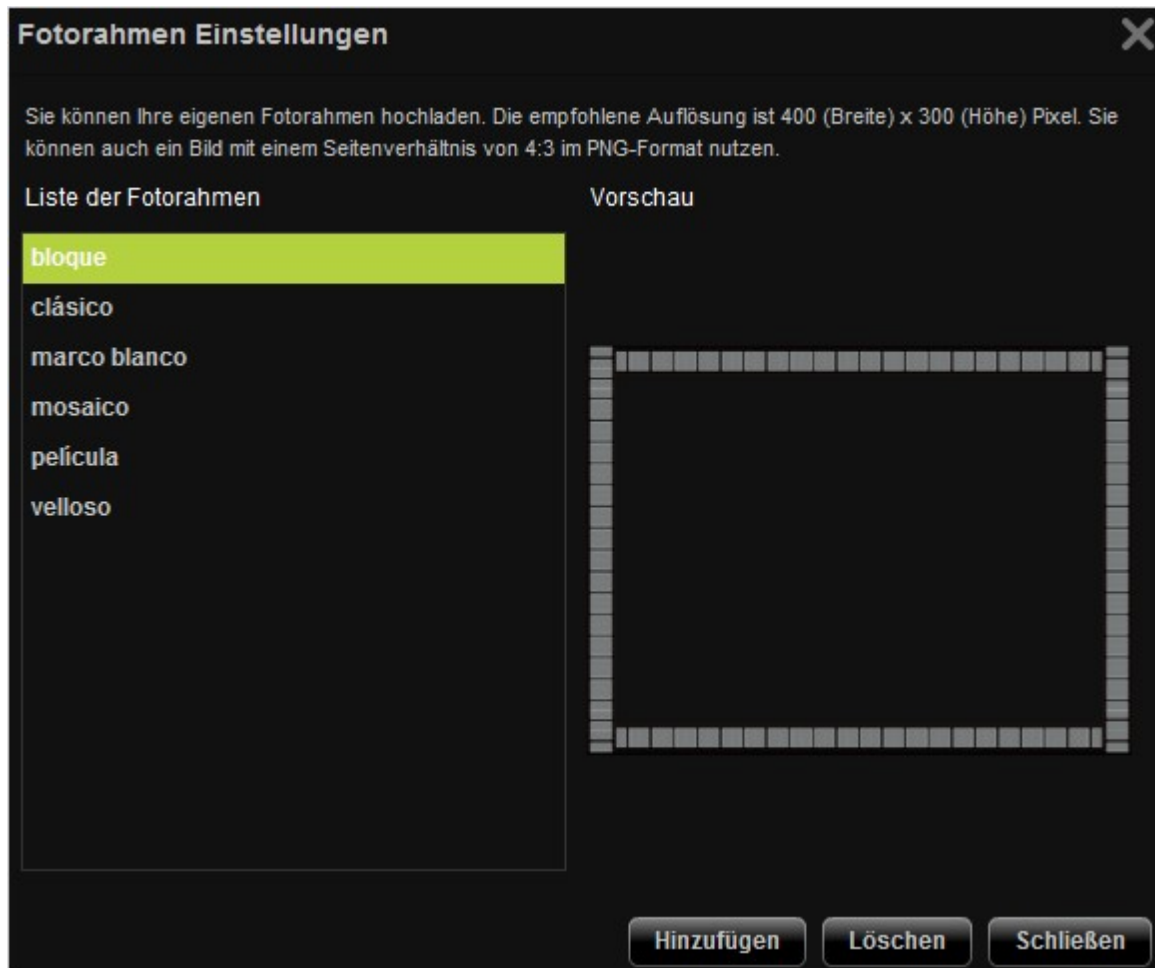 Fotorahmen Einstellungen
Sie können Ihre eigenen Fotorahmen hochladen. Die empfohlene Auflösung ist 400 (Breite) x 300 (Höhe) Pixel. Sie
können auch ein Bild mit einem Seitenverhältnis von 4:3 im PNG-Format nutzen.
Liste der Fotorahmen
Vorschau
bloque
clásico
marco blanco
mosaico
película
velloso
Hinzufügen
Löschen
Schließen